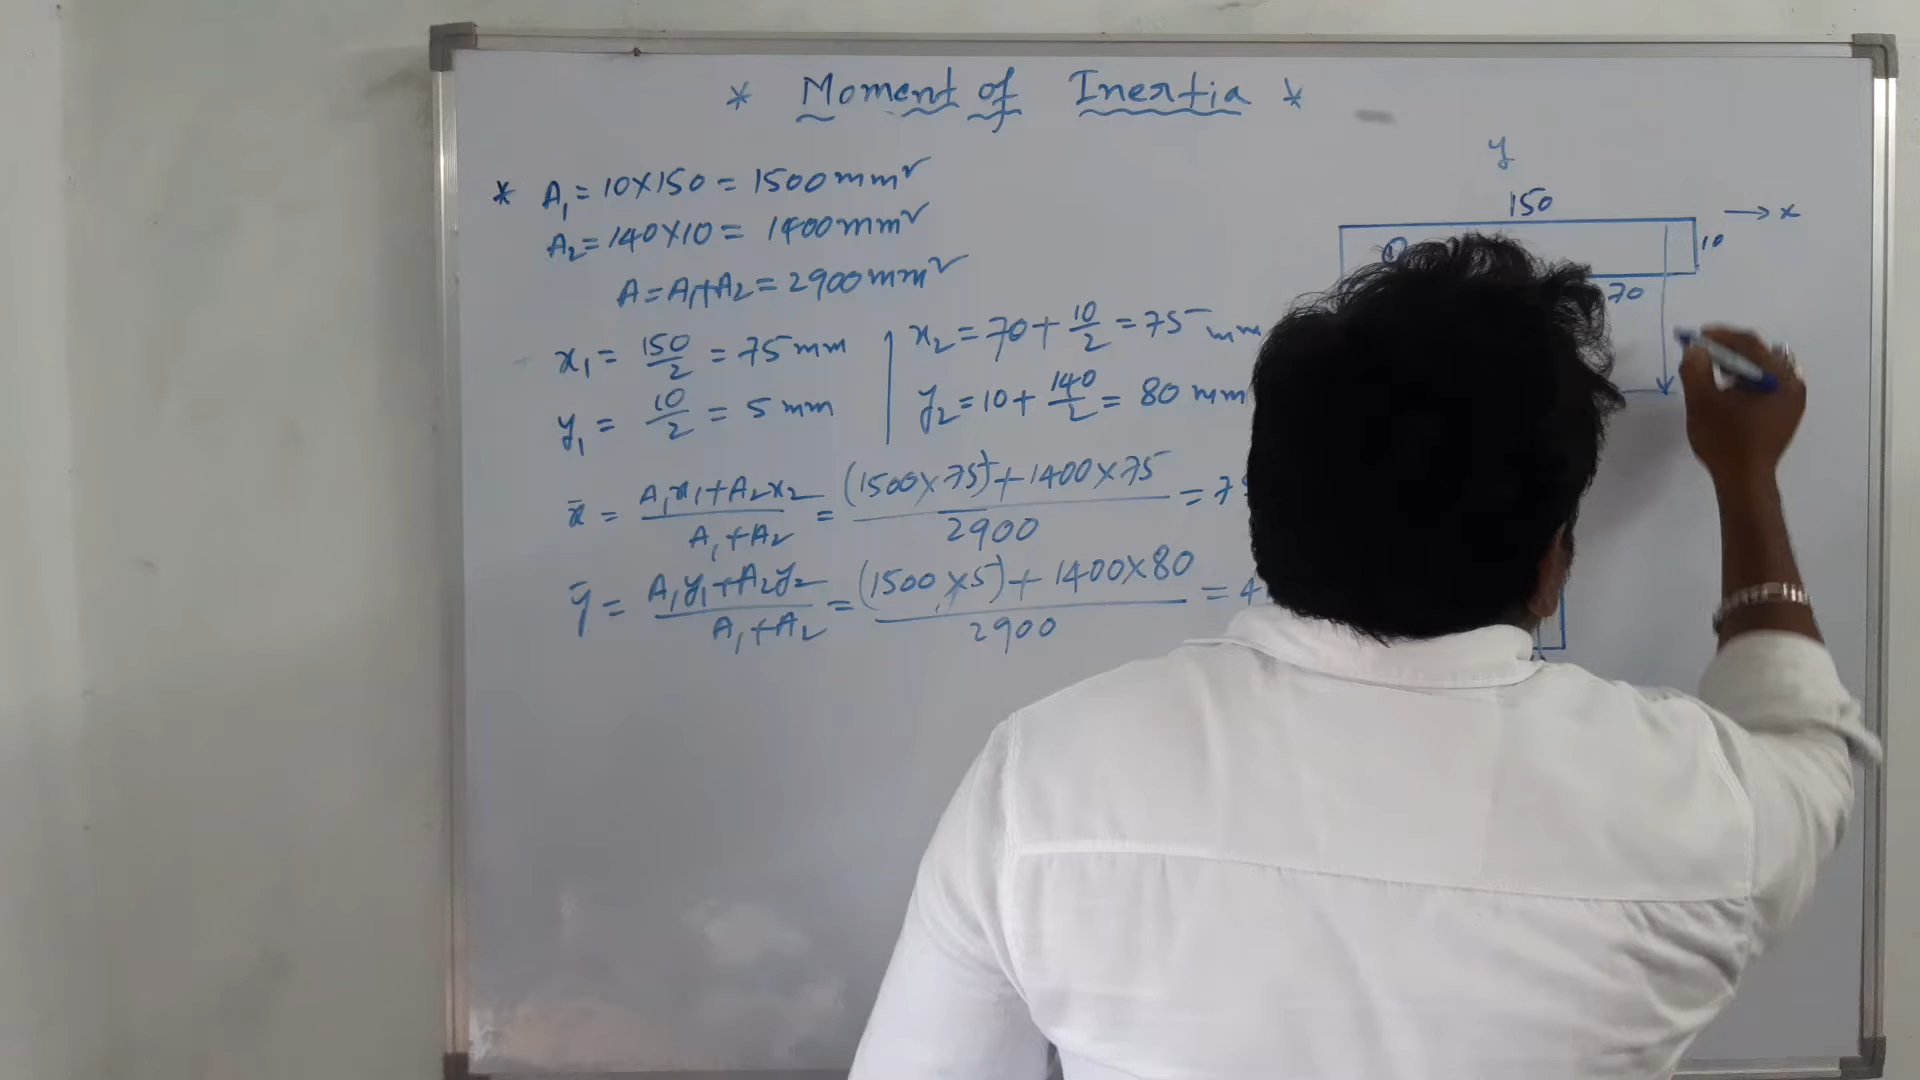 * Moment of Inertia *
* A₁ = 10×150 = 1500 mm²
A₂ = 140×10 = 1400 mm²
A = A₁+A₂ = 2900 mm²
x₁ = 150/2 = 75 mm
y₁ = 10/2 = 5 mm
x₂ = 70 + 10/2 = 75 mm
y₂ = 10 + 140/2 = 80 mm
x̄ = (A₁x₁+A₂x₂)/(A₁+A₂) = ((1500×75)+1400×75)/2900 = 7
ȳ = (A₁y₁+A₂y₂)/(A₁+A₂) = ((1500×5)+1400×80)/2900 = 4
y
150
→ x
① 10
70